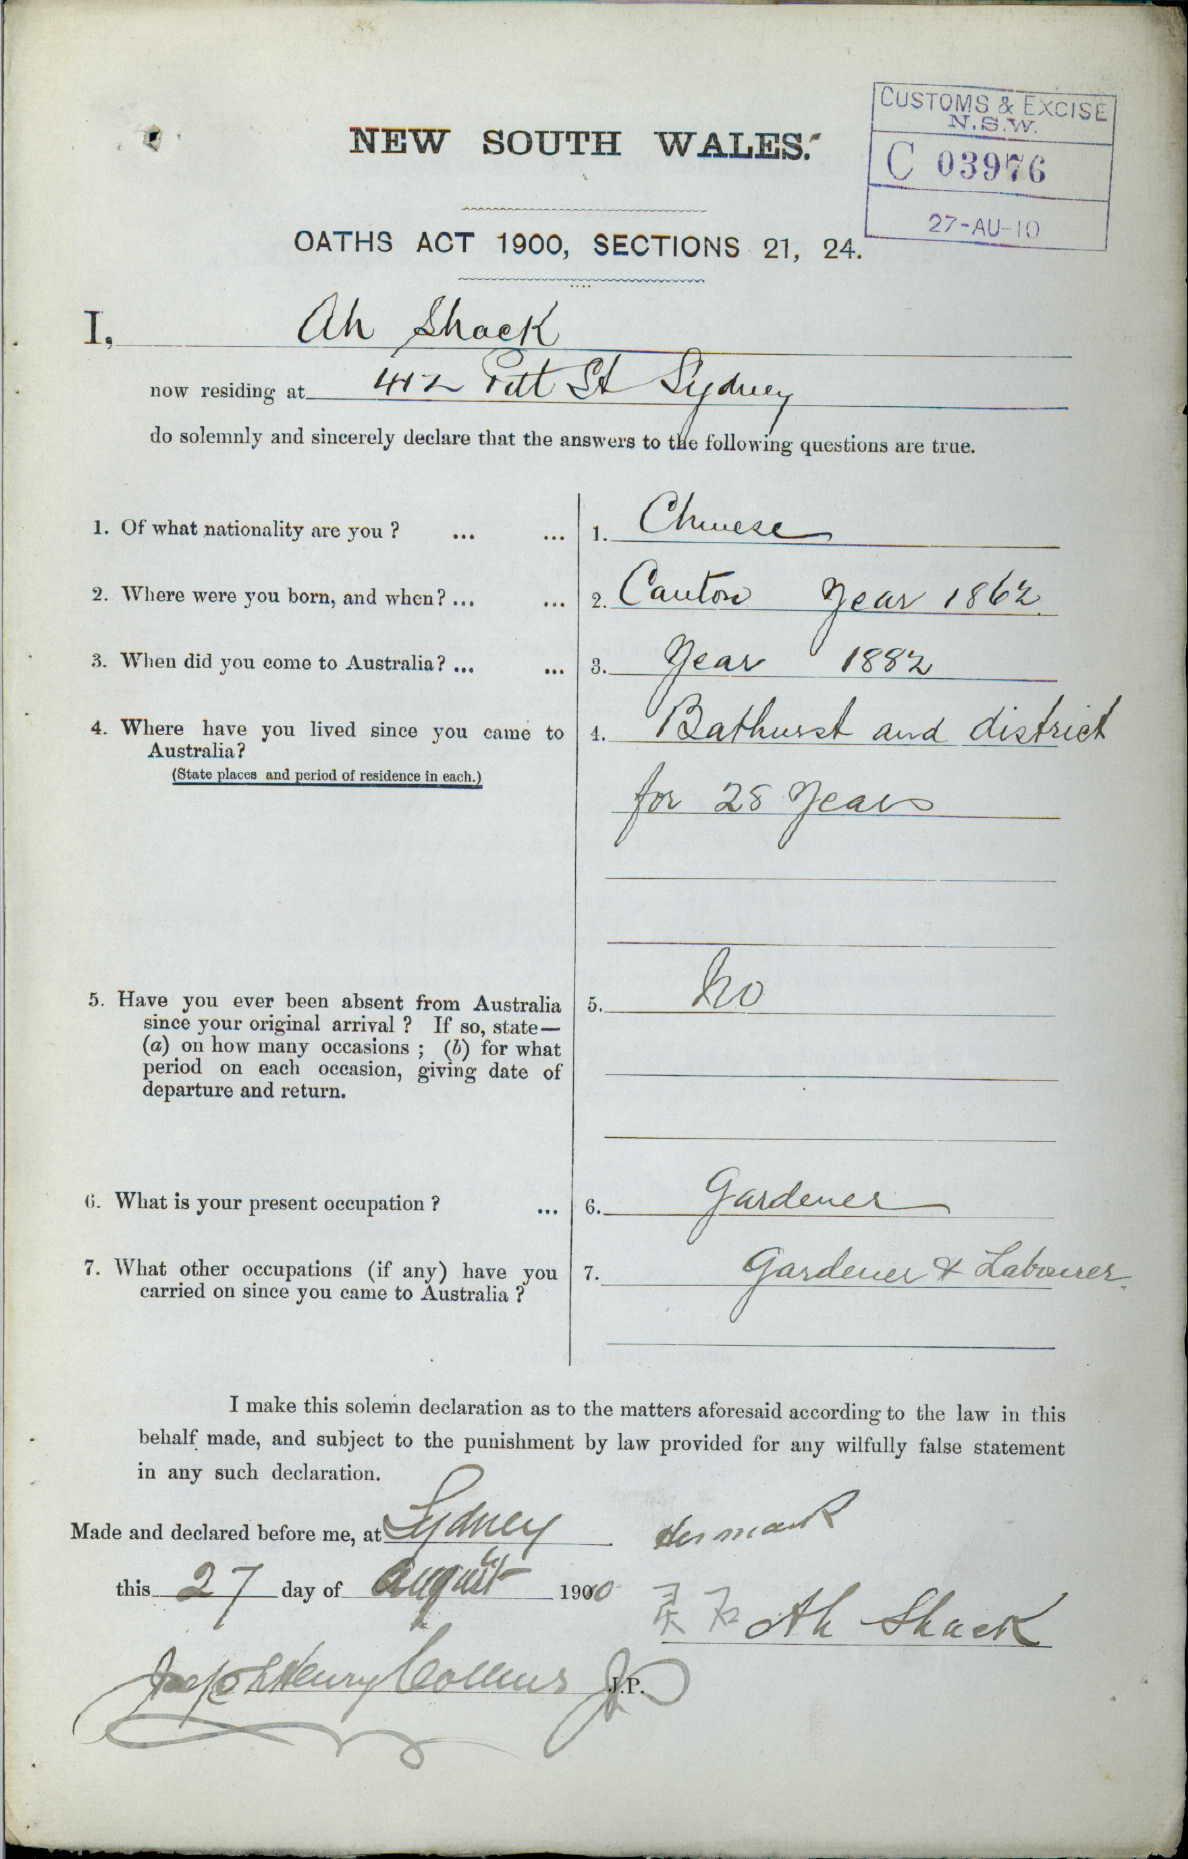 CUSTOMS & EXCISE
N.S.W.
C 03976
27-AU-10
NEW SOUTH WALES.
OATHS ACT 1900, SECTIONS 21, 24.
I, Ah Shack
now residing at 412 Pitt St Sydney
do solemnly and sincerely declare that the answers to the following questions are true.
1. Of what nationality are you ? ... ... 1. Chinese
2. Where were you born, and when? ... ... 2. Canton Year 1862
3. When did you come to Australia? ... ... 3. Year 1882
4. Where have you lived since you came to 4. Bathurst and district
Australia?
(State places and period of residence in each.)
for 28 Years
5. Have you ever been absent from Australia 5. No
since your original arrival ? If so, state—
(a) on how many occasions ; (b) for what
period on each occasion, giving date of
departure and return.
6. What is your present occupation ? ... 6. Gardener
7. What other occupations (if any) have you 7. Gardener & Labourer
carried on since you came to Australia ?
I make this solemn declaration as to the matters aforesaid according to the law in this
behalf made, and subject to the punishment by law provided for any wilfully false statement
in any such declaration.
Made and declared before me, at Sydney
mark
this 27 day of August 1910
Ah Shack
Joseph Henry Collins J.P.